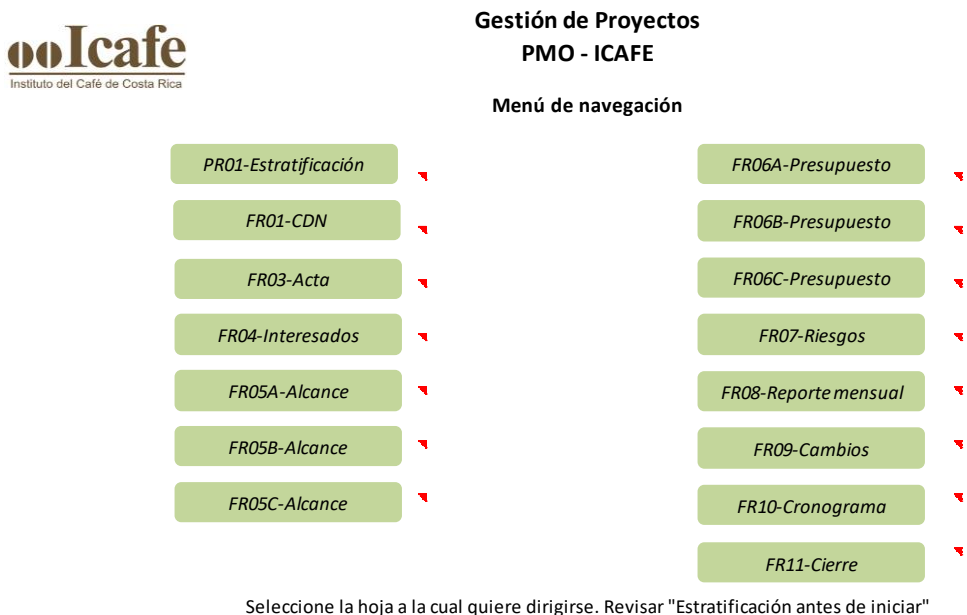 Gestión de Proyectos
PMO - ICAFE
Icafe
Instituto del Café de Costa Rica
Menú de navegación
PR01-Estratificación
FR01-CDN
FR03-Acta
FR04-Interesados
FR05A-Alcance
FR05B-Alcance
FR05C-Alcance
FR06A-Presupuesto
FR06B-Presupuesto
FR06C-Presupuesto
FR07-Riesgos
FR08-Reporte mensual
FR09-Cambios
FR10-Cronograma
FR11-Cierre
Seleccione la hoja a la cual quiere dirigirse. Revisar "Estratificación antes de iniciar"